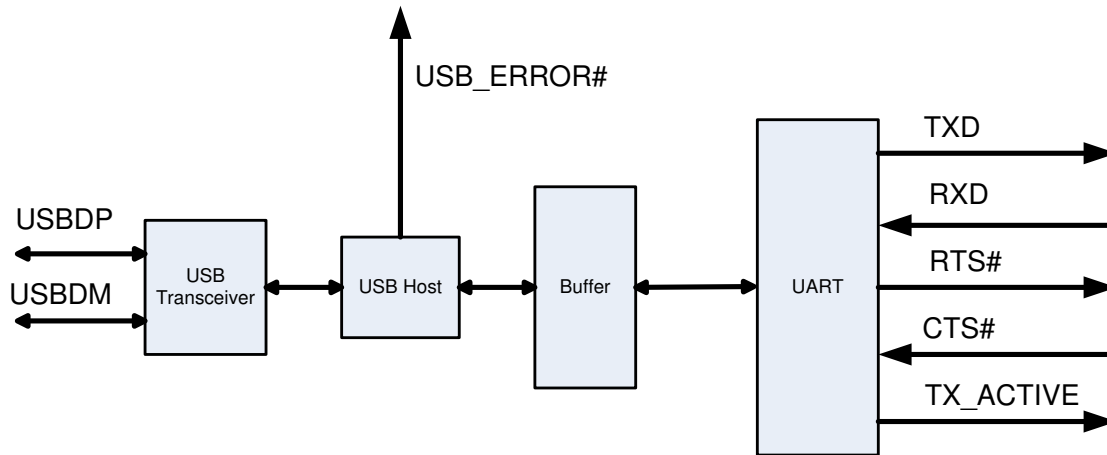 USB_ERROR#
TXD
RXD
USBDP
RTS#
USB
Transceiver
USB Host
Buffer
UART
USBDM
CTS#
TX_ACTIVE